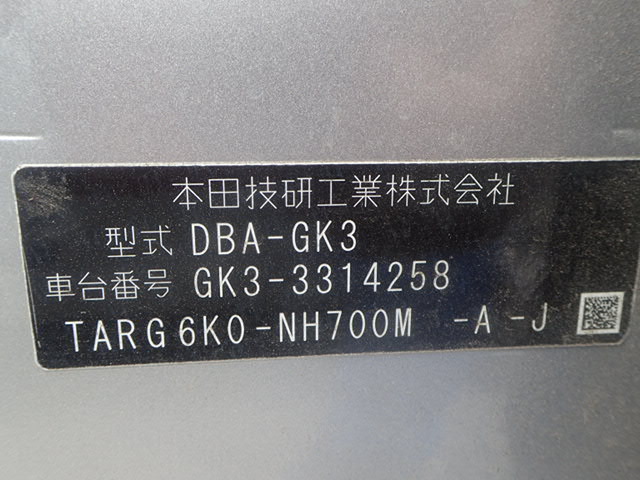 本田技研工業株式会社
型式 DBA-GK3
車台番号 GK3-3314258
TARG6K0-NH700M -A -J